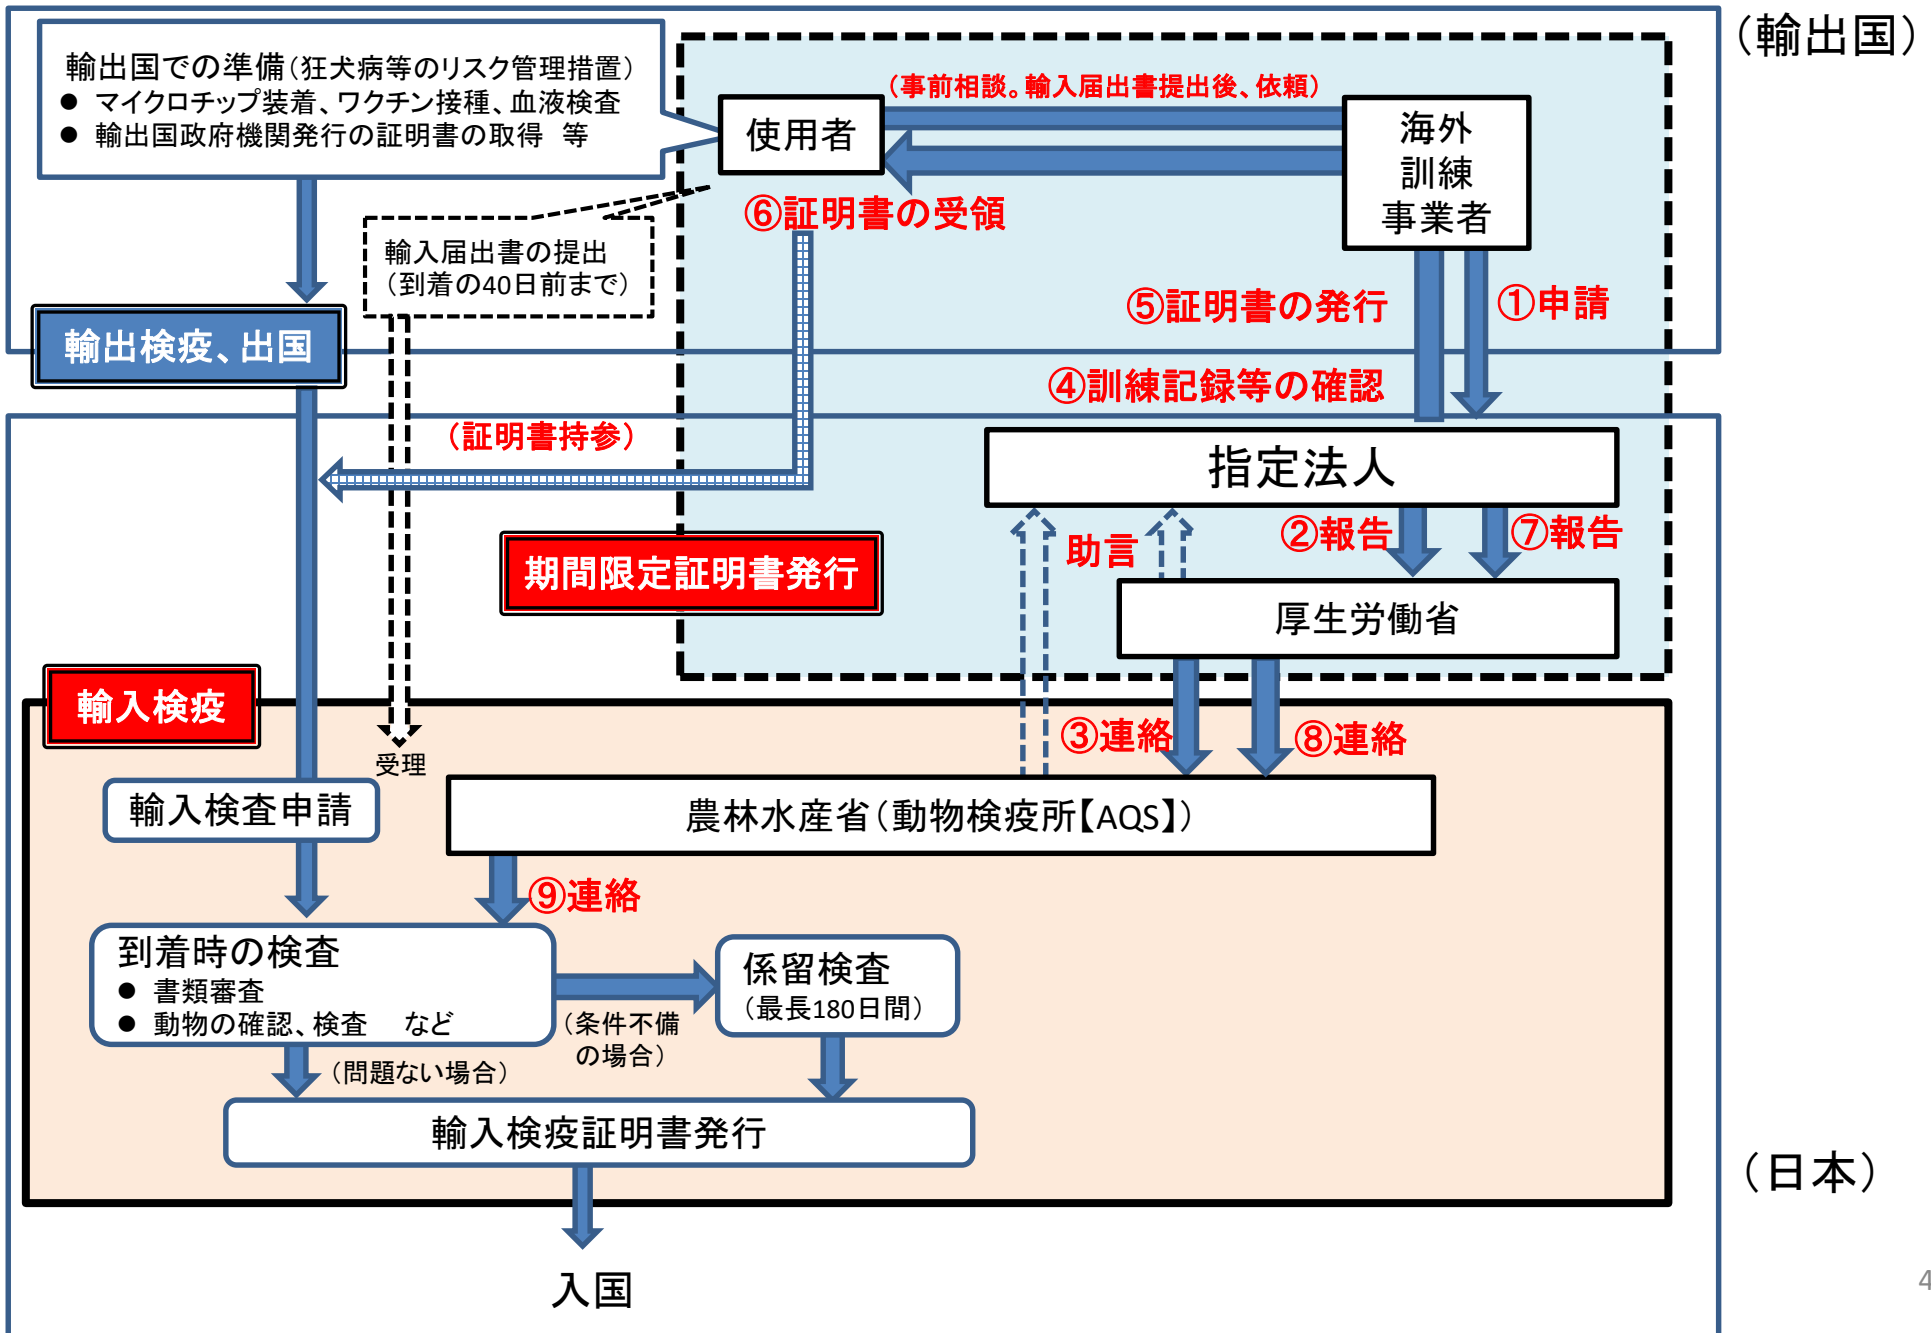 （輸出国）
輸出国での準備（狂犬病等のリスク管理措置）
● マイクロチップ装着、ワクチン接種、血液検査
● 輸出国政府機関発行の証明書の取得　等
（事前相談。輸入届出書提出後、依頼）
使用者
海外
訓練
事業者
⑥証明書の受領
輸入届出書の提出
（到着の40日前まで）
⑤証明書の発行
①申請
輸出検疫、出国
④訓練記録等の確認
（証明書持参）
指定法人
②報告
⑦報告
助言
期間限定証明書発行
厚生労働省
輸入検疫
③連絡
⑧連絡
受理
輸入検査申請
農林水産省（動物検疫所【AQS】）
⑨連絡
到着時の検査
● 書類審査
● 動物の確認、検査　など
係留検査
（最長180日間）
（条件不備
の場合）
（問題ない場合）
輸入検疫証明書発行
（日本）
入国
4